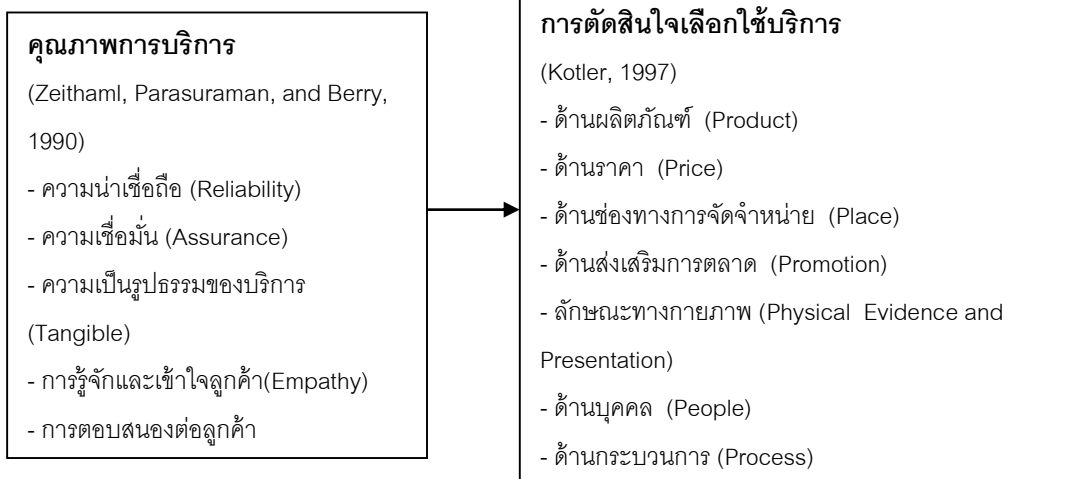 คุณภาพการบริการ
(Zeithaml, Parasuraman, and Berry,
1990)
- ความน่าเชื่อถือ (Reliability)
- ความเชื่อมั่น (Assurance)
- ความเป็นรูปธรรมของบริการ
(Tangible)
- การรู้จักและเข้าใจลูกค้า(Empathy)
- การตอบสนองต่อลูกค้า
การตัดสินใจเลือกใช้บริการ
(Kotler, 1997)
- ด้านผลิตภัณฑ์ (Product)
- ด้านราคา (Price)
- ด้านช่องทางการจัดจำหน่าย (Place)
- ด้านส่งเสริมการตลาด (Promotion)
- ลักษณะทางกายภาพ (Physical Evidence and
Presentation)
- ด้านบุคคล (People)
- ด้านกระบวนการ (Process)